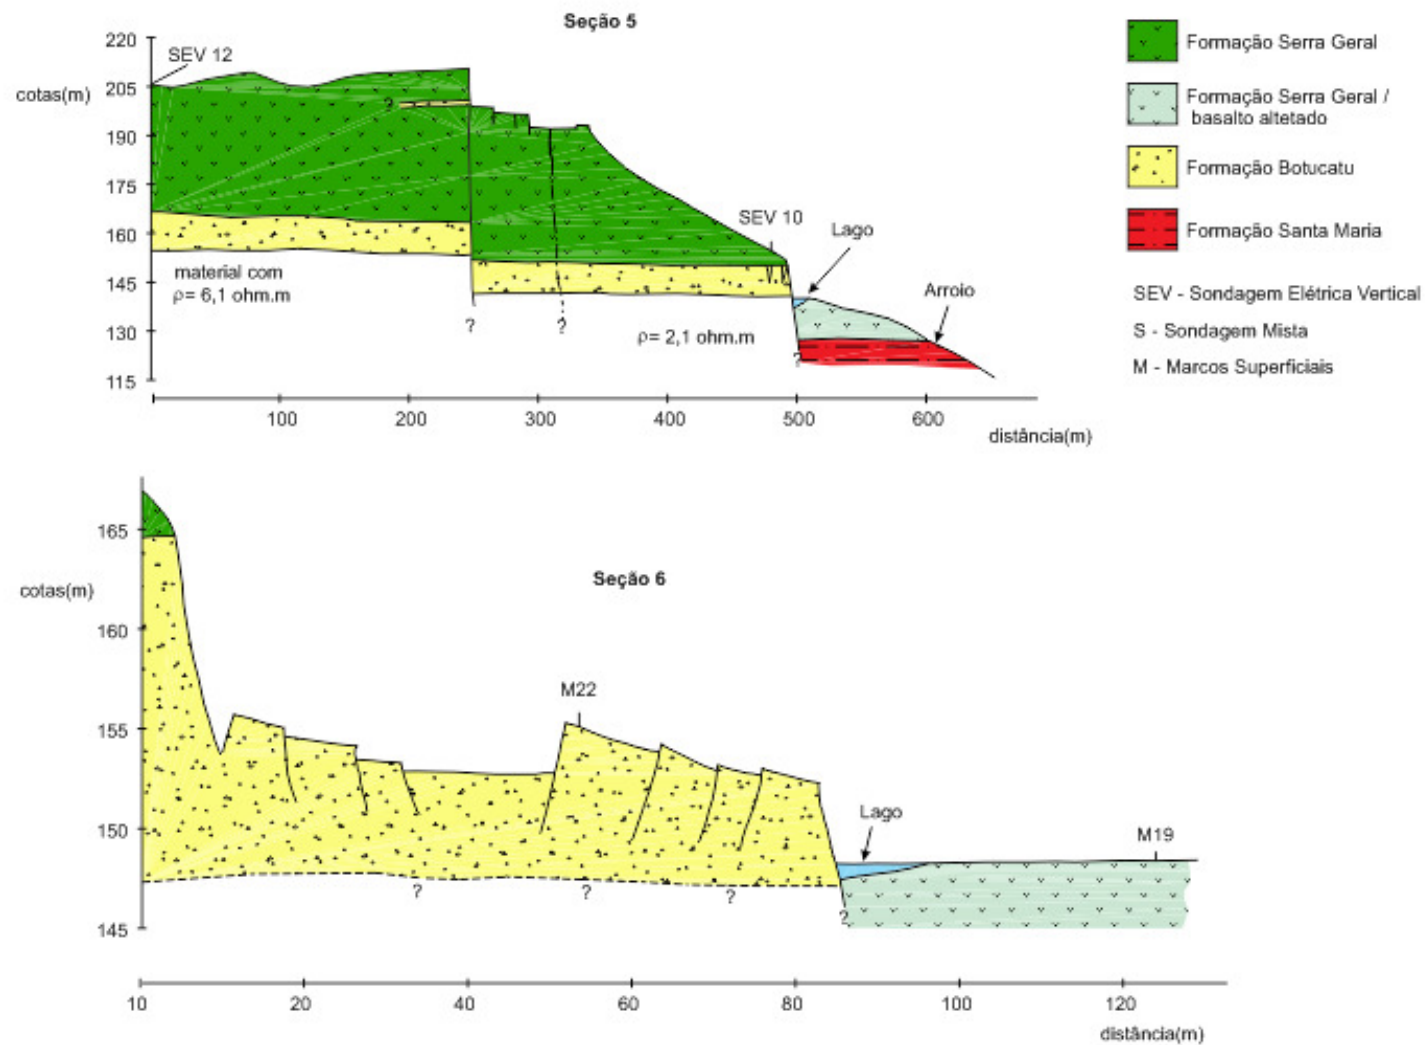 Seção 5
220
SEV 12
cotas(m)
205
?
190
175
SEV 10
160
Lago
material com
ρ= 6,1 ohm.m
145
Arroio
?
?
ρ= 2,1 ohm.m
130
?
115
100
200
300
400
500
600
distância(m)
Formação Serra Geral
Formação Serra Geral /
basalto altetado
Formação Botucatu
Formação Santa Maria
SEV - Sondagem Elétrica Vertical
S - Sondagem Mista
M - Marcos Superficiais
Seção 6
165
cotas(m)
160
M22
155
Lago
150
M19
?
?
?
?
145
10
20
40
60
80
100
120
distância(m)